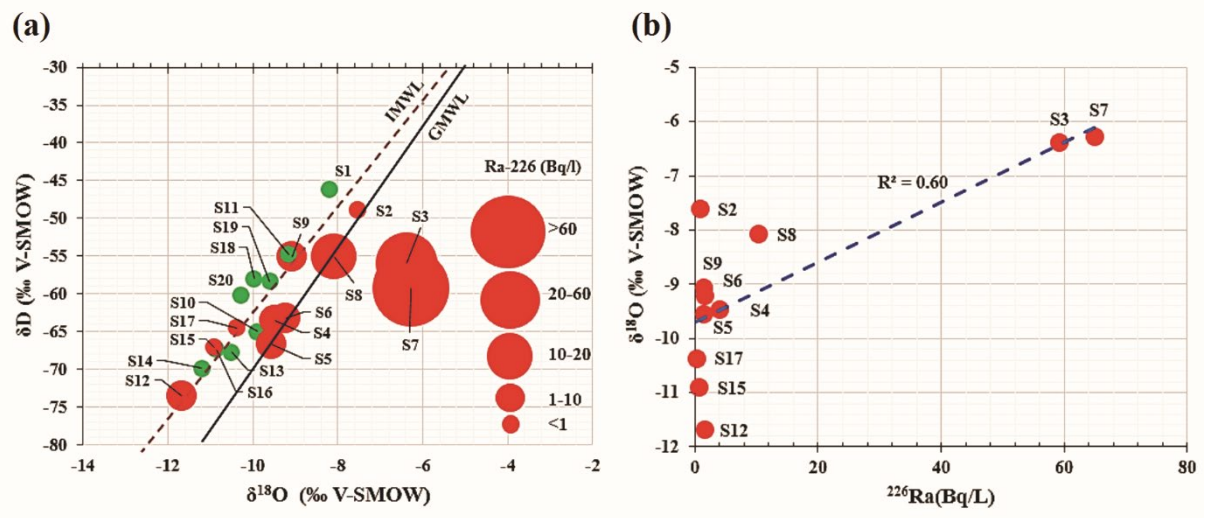 (a)
-30
-35
-40
-45
-50
-55
-60
-65
-70
-75
-80
δD (‰ V-SMOW)
-14
-12
-10
-8
-6
-4
-2
δ18O (‰ V-SMOW)
IMWL
GMWL
S1
S2
S3
S11
S9
S19
S18
S20
S10
S17
S15
S14
S12
S8
S6
S4
S5
S13
S16
S7
Ra-226 (Bq/l)
>60
20-60
10-20
1-10
<1
(b)
-5
-6
-7
-8
-9
-10
-11
-12
δ18O (‰ V-SMOW)
0
20
40
60
80
226Ra(Bq/L)
S3
S7
R² = 0.60
S2
S8
S9
S6
S4
S5
S17
S15
S12